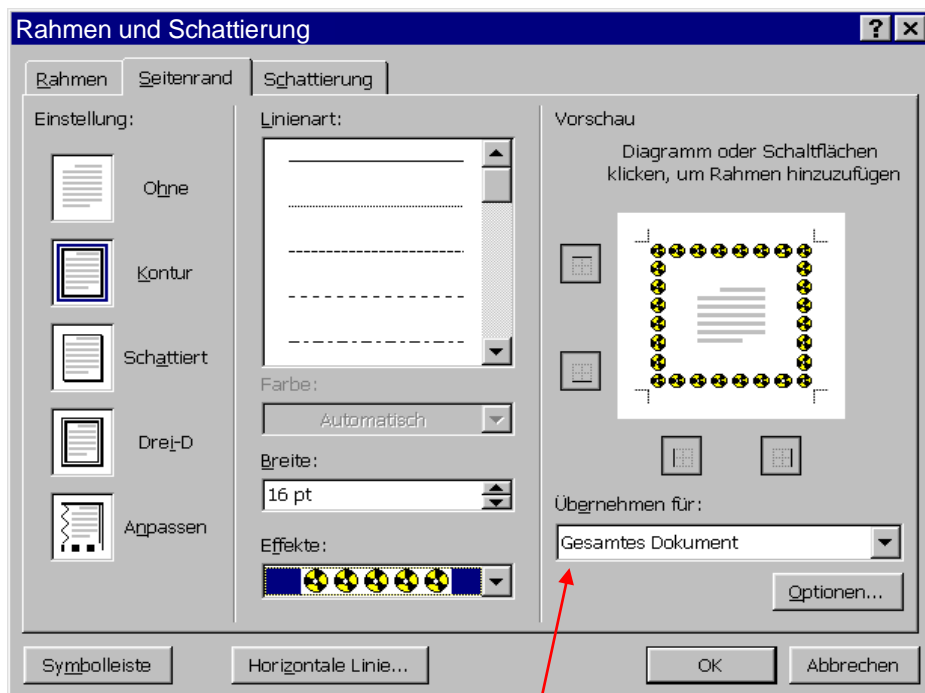 Rahmen und Schattierung
Rahmen
Seitenrand
Schattierung
Einstellung:
Ohne
Kontur
Schattiert
Drei-D
Anpassen
Linienart:
Farbe:
Automatisch
Breite:
16 pt
Effekte:
Vorschau
Diagramm oder Schaltflächen
klicken, um Rahmen hinzuzufügen
Übernehmen für:
Gesamtes Dokument
Optionen...
Symbolleiste
Horizontale Linie...
OK
Abbrechen